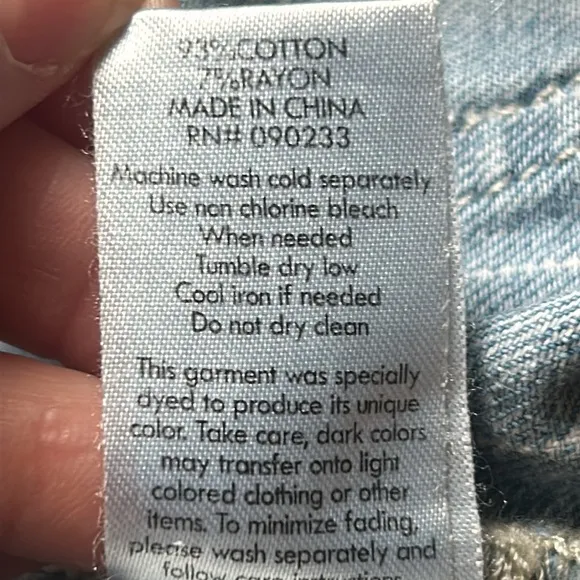 93% COTTON
7% RAYON
MADE IN CHINA
RN# 090233
Machine wash cold separately
Use non chlorine bleach
When needed
Tumble dry low
Cool iron if needed
Do not dry clean
This garment was specially
dyed to produce its unique
color. Take care, dark colors
may transfer onto light
colored clothing or other
items. To minimize fading,
please wash separately and
follow care instructions